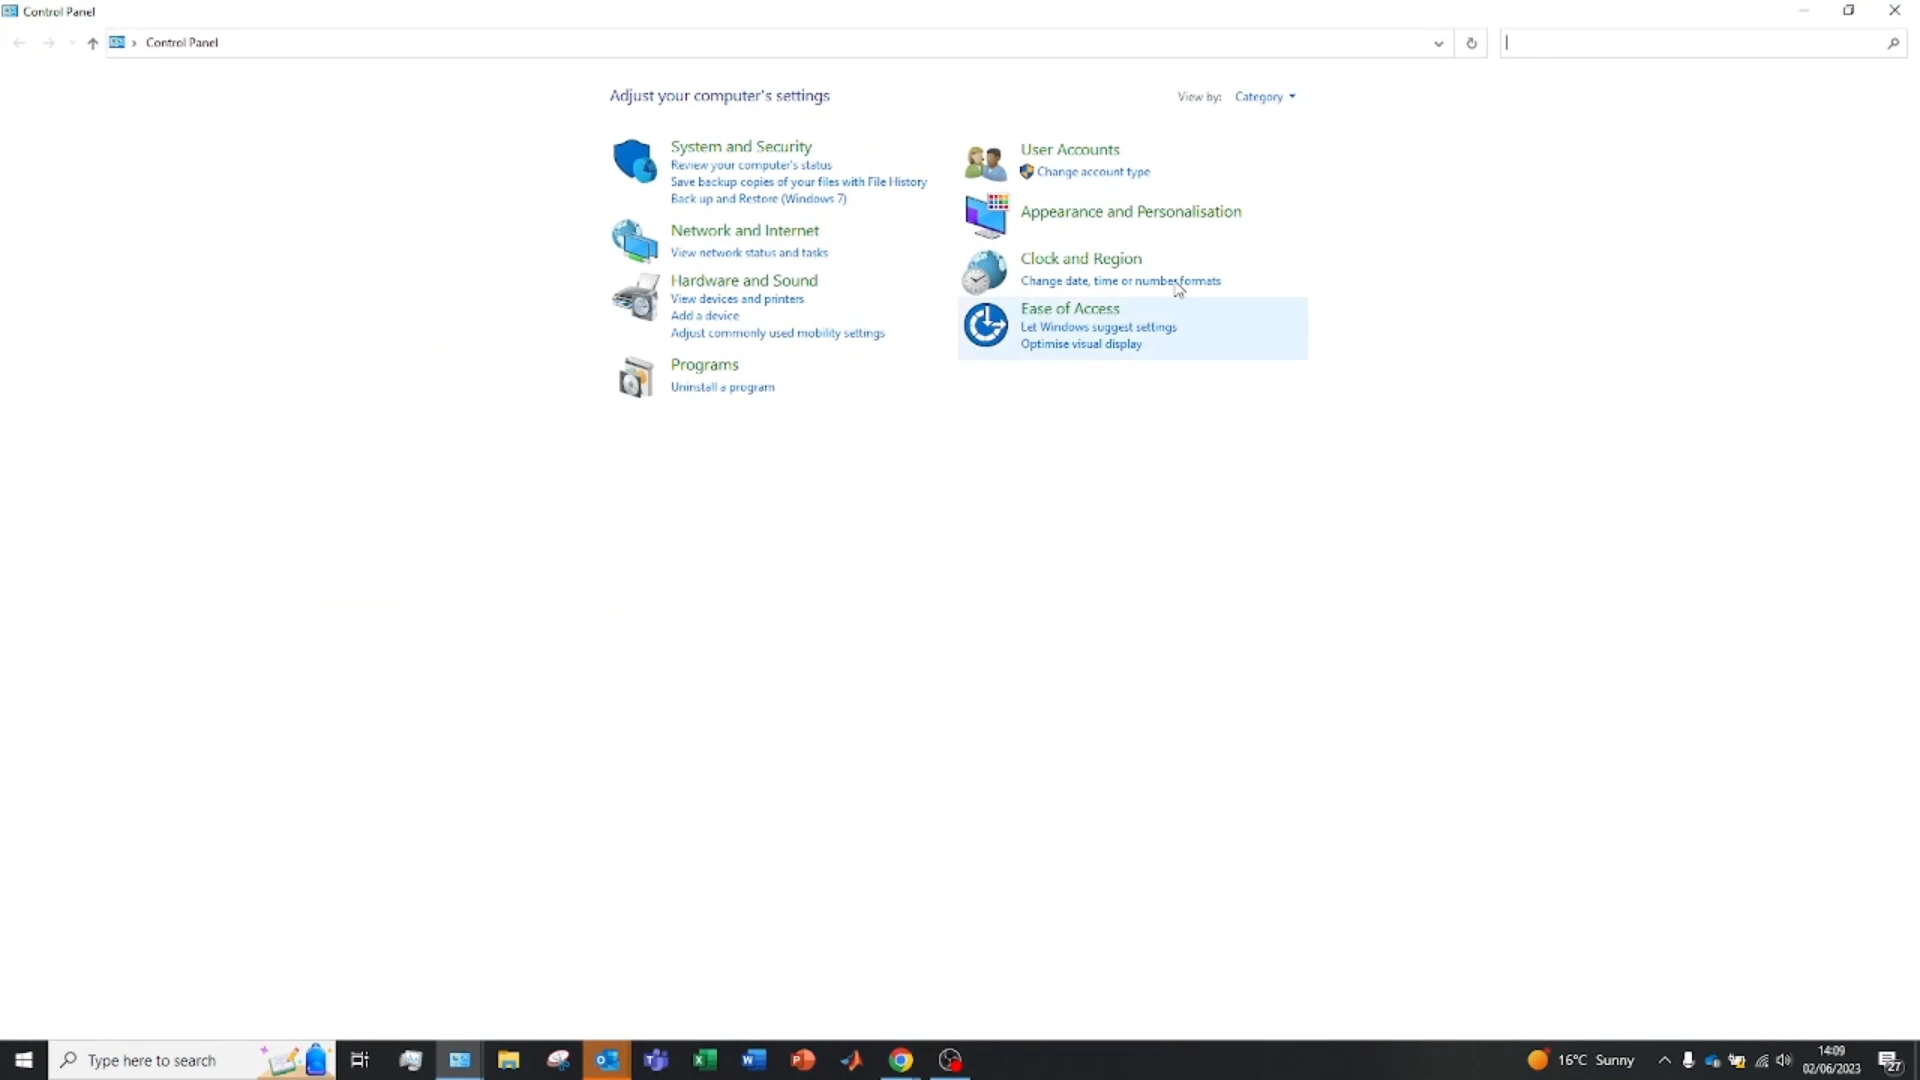 Control Panel
Control Panel
Adjust your computer's settings
View by: Category
System and Security
Review your computer's status
Save backup copies of your files with File History
Back up and Restore (Windows 7)
Network and Internet
View network status and tasks
Hardware and Sound
View devices and printers
Add a device
Adjust commonly used mobility settings
Programs
Uninstall a program
User Accounts
Change account type
Appearance and Personalisation
Clock and Region
Change date, time or number formats
Ease of Access
Let Windows suggest settings
Optimise visual display
Type here to search
16°C Sunny
14:09
02/06/2023
27